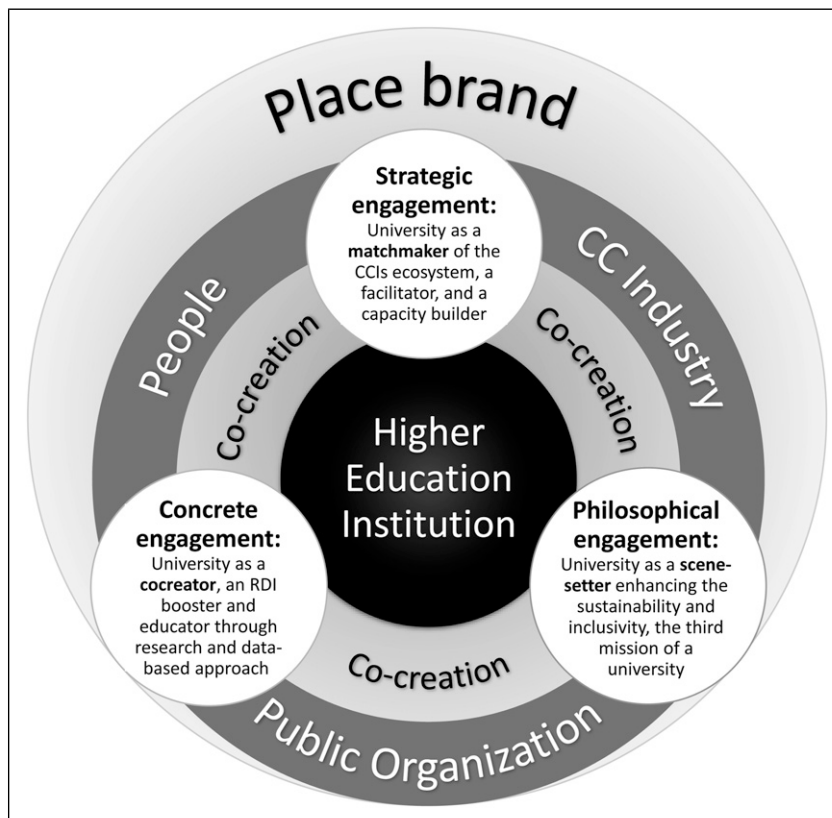 Place brand
Strategic
engagement:
University as a
matchmaker of the
CCIs ecosystem, a
facilitator, and a
capacity builder
People
CC Industry
Co-creation
Co-creation
Higher
Education
Institution
Concrete
engagement:
University as a
cocreator, an RDI
booster and
educator through
research and data-
based approach
Philosophical
engagement:
University as a scene-
setter enhancing the
sustainability and
inclusivity, the third
mission of a
university
Co-creation
Public Organization